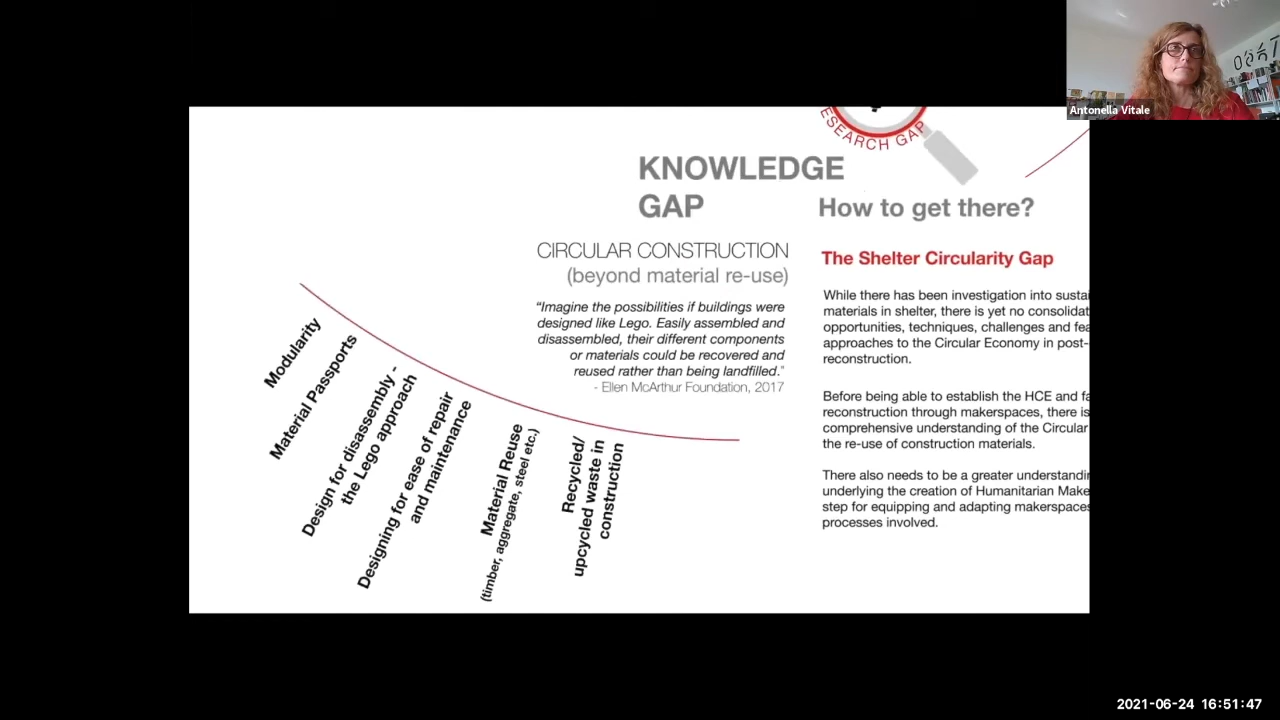 Antonella Vitale
ESEARCH GAP
KNOWLEDGE
GAP
CIRCULAR CONSTRUCTION
(beyond material re-use)
“Imagine the possibilities if buildings were
designed like Lego. Easily assembled and
disassembled, their different components
or materials could be recovered and
reused rather than being landfilled."
- Ellen McArthur Foundation, 2017
Modularity
Material Passports
Design for disassembly -
the Lego approach
Designing for ease of repair
and maintenance
Material Reuse
(timber, aggregate, steel etc.)
Recycled/
upcycled waste in
construction
How to get there?
The Shelter Circularity Gap
While there has been investigation into sustai
materials in shelter, there is yet no consolidat
opportunities, techniques, challenges and fea
approaches to the Circular Economy in post-
reconstruction.
Before being able to establish the HCE and fa
reconstruction through makerspaces, there is
comprehensive understanding of the Circular
the re-use of construction materials.
There also needs to be a greater understandin
underlying the creation of Humanitarian Make
step for equipping and adapting makerspaces
processes involved.
2021-06-24 16:51:47